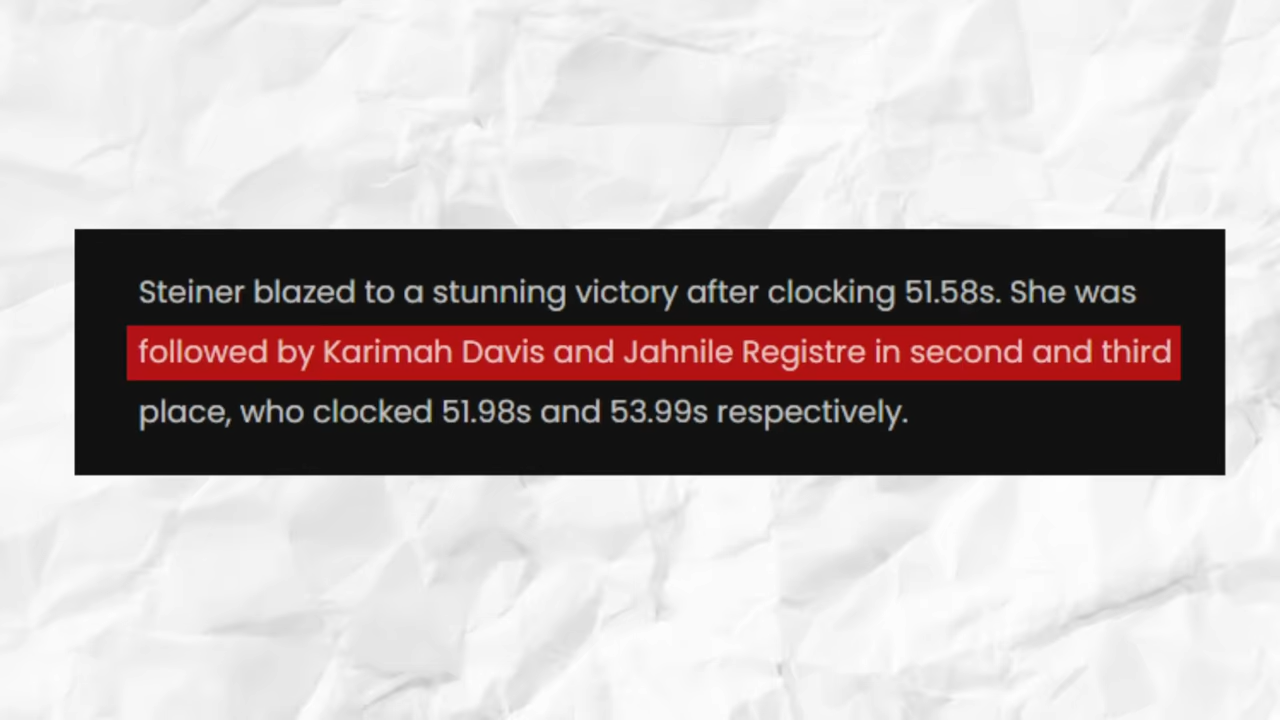 Steiner blazed to a stunning victory after clocking 51.58s. She was
followed by Karimah Davis and Jahnile Registre in second and third
place, who clocked 51.98s and 53.99s respectively.